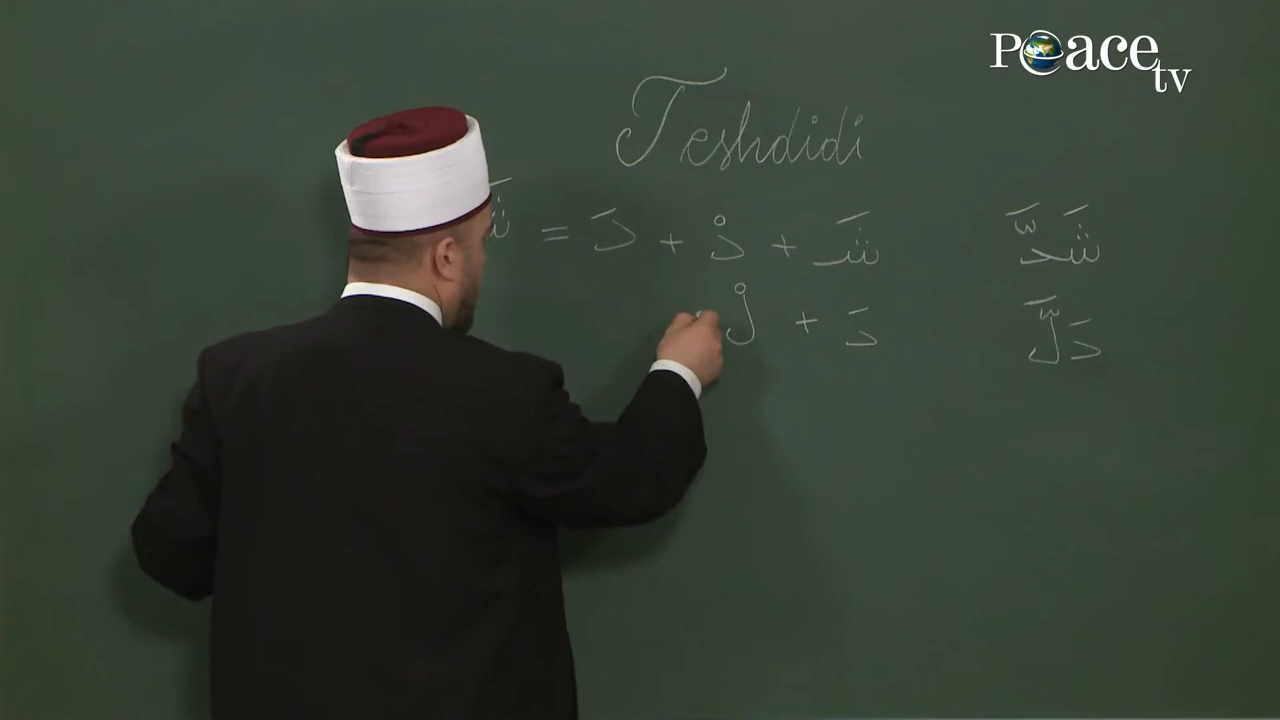 Peace tv
Teshdidi
شَدَّ شَـ + دْ + دَ = شَ
دَلَّ دَ + لْ